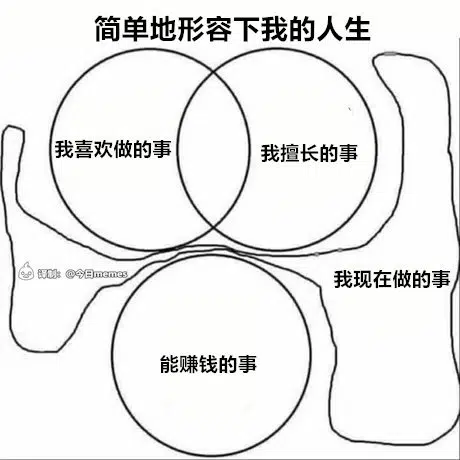 简单地形容下我的人生
我喜欢做的事
我擅长的事
译制: @今日memes
我现在做的事
能赚钱的事